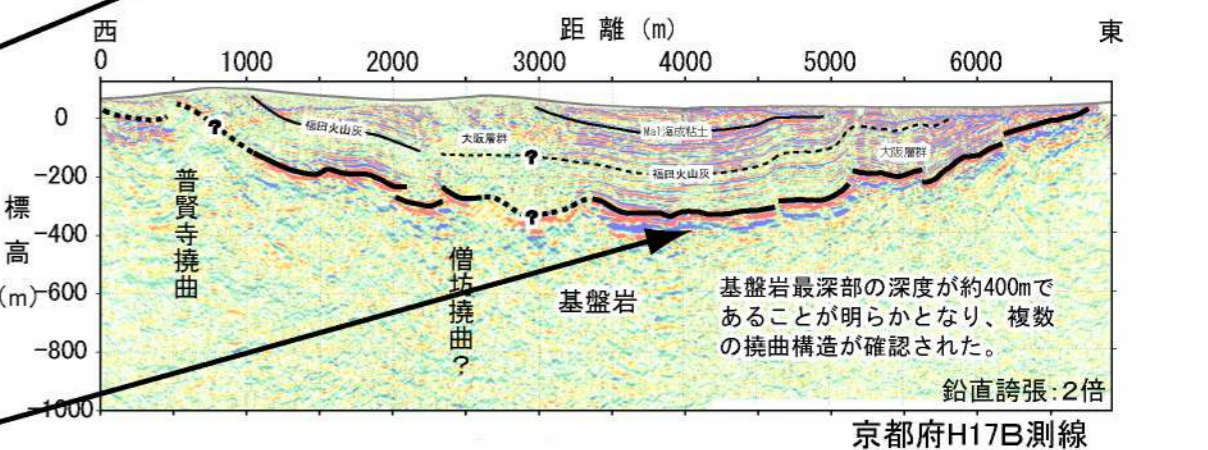 西
距離 (m)
東
0
1000
2000
3000
4000
5000
6000
標高(m)
0
-200
-400
-600
-800
-1000
福田火山灰
大阪層群
Ma1海成粘土
福田火山灰
大阪層群
?
?
?
普賢寺撓曲
僧坊撓曲?
基盤岩
基盤岩最深部の深度が約400mで
あることが明らかとなり、複数
の撓曲構造が確認された。
鉛直誇張:2倍
京都府H17B測線